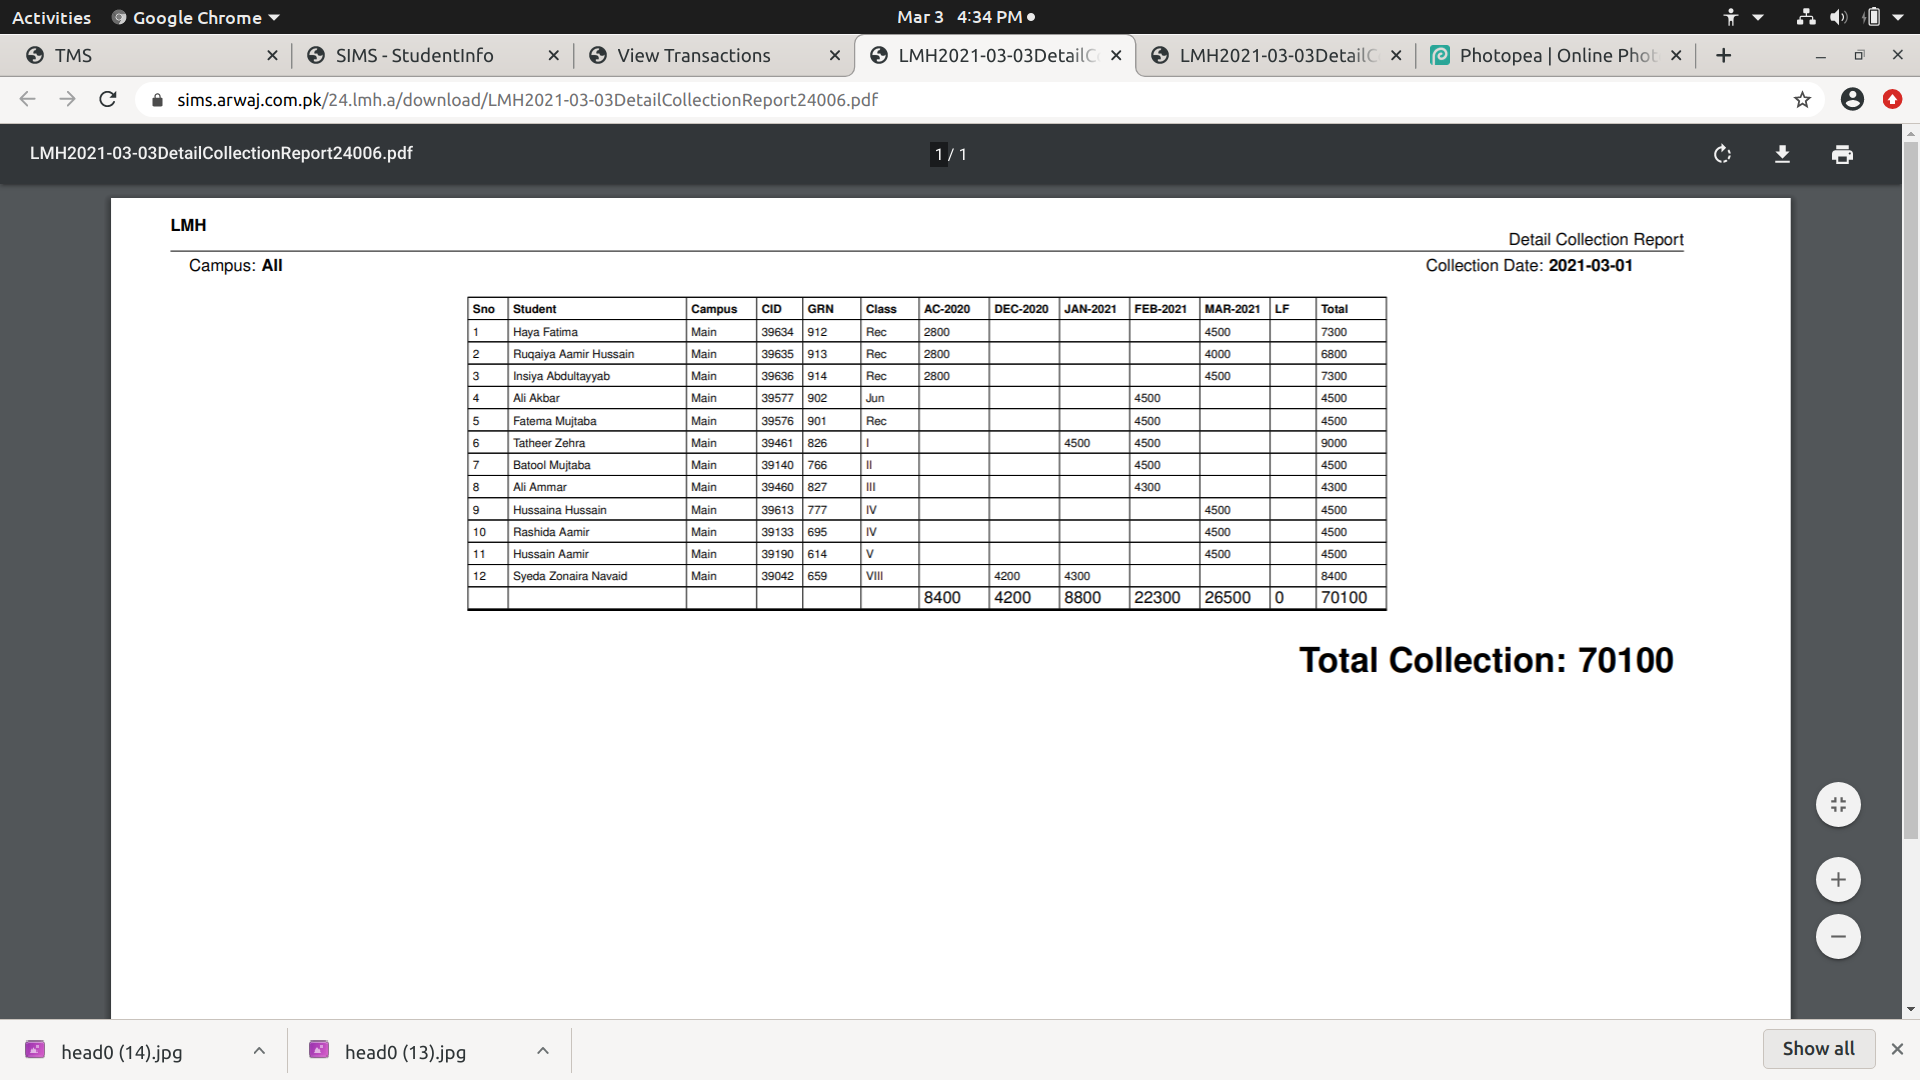 Activities Google Chrome Mar 3 4:34 PM
TMS SIMS - StudentInfo View Transactions LMH2021-03-03DetailC LMH2021-03-03DetailC Photopea | Online Phot
sims.arwaj.com.pk/24.lmh.a/download/LMH2021-03-03DetailCollectionReport24006.pdf
LMH2021-03-03DetailCollectionReport24006.pdf 1 / 1
LMH
Detail Collection Report
Campus: All Collection Date: 2021-03-01
Sno Student Campus CID GRN Class AC-2020 DEC-2020 JAN-2021 FEB-2021 MAR-2021 LF Total
1 Haya Fatima Main 39634 912 Rec 2800 4500 7300
2 Ruqaiya Aamir Hussain Main 39635 913 Rec 2800 4000 6800
3 Insiya Abdultayyab Main 39636 914 Rec 2800 4500 7300
4 Ali Akbar Main 39577 902 Jun 4500 4500
5 Fatema Mujtaba Main 39576 901 Rec 4500 4500
6 Tatheer Zehra Main 39461 826 I 4500 4500 9000
7 Batool Mujtaba Main 39140 766 II 4500 4500
8 Ali Ammar Main 39460 827 III 4300 4300
9 Hussaina Hussain Main 39613 777 IV 4500 4500
10 Rashida Aamir Main 39133 695 IV 4500 4500
11 Hussain Aamir Main 39190 614 V 4500 4500
12 Syeda Zonaira Navaid Main 39042 659 VIII 4200 4300 8400
8400 4200 8800 22300 26500 0 70100
Total Collection: 70100
head0 (14).jpg head0 (13).jpg Show all